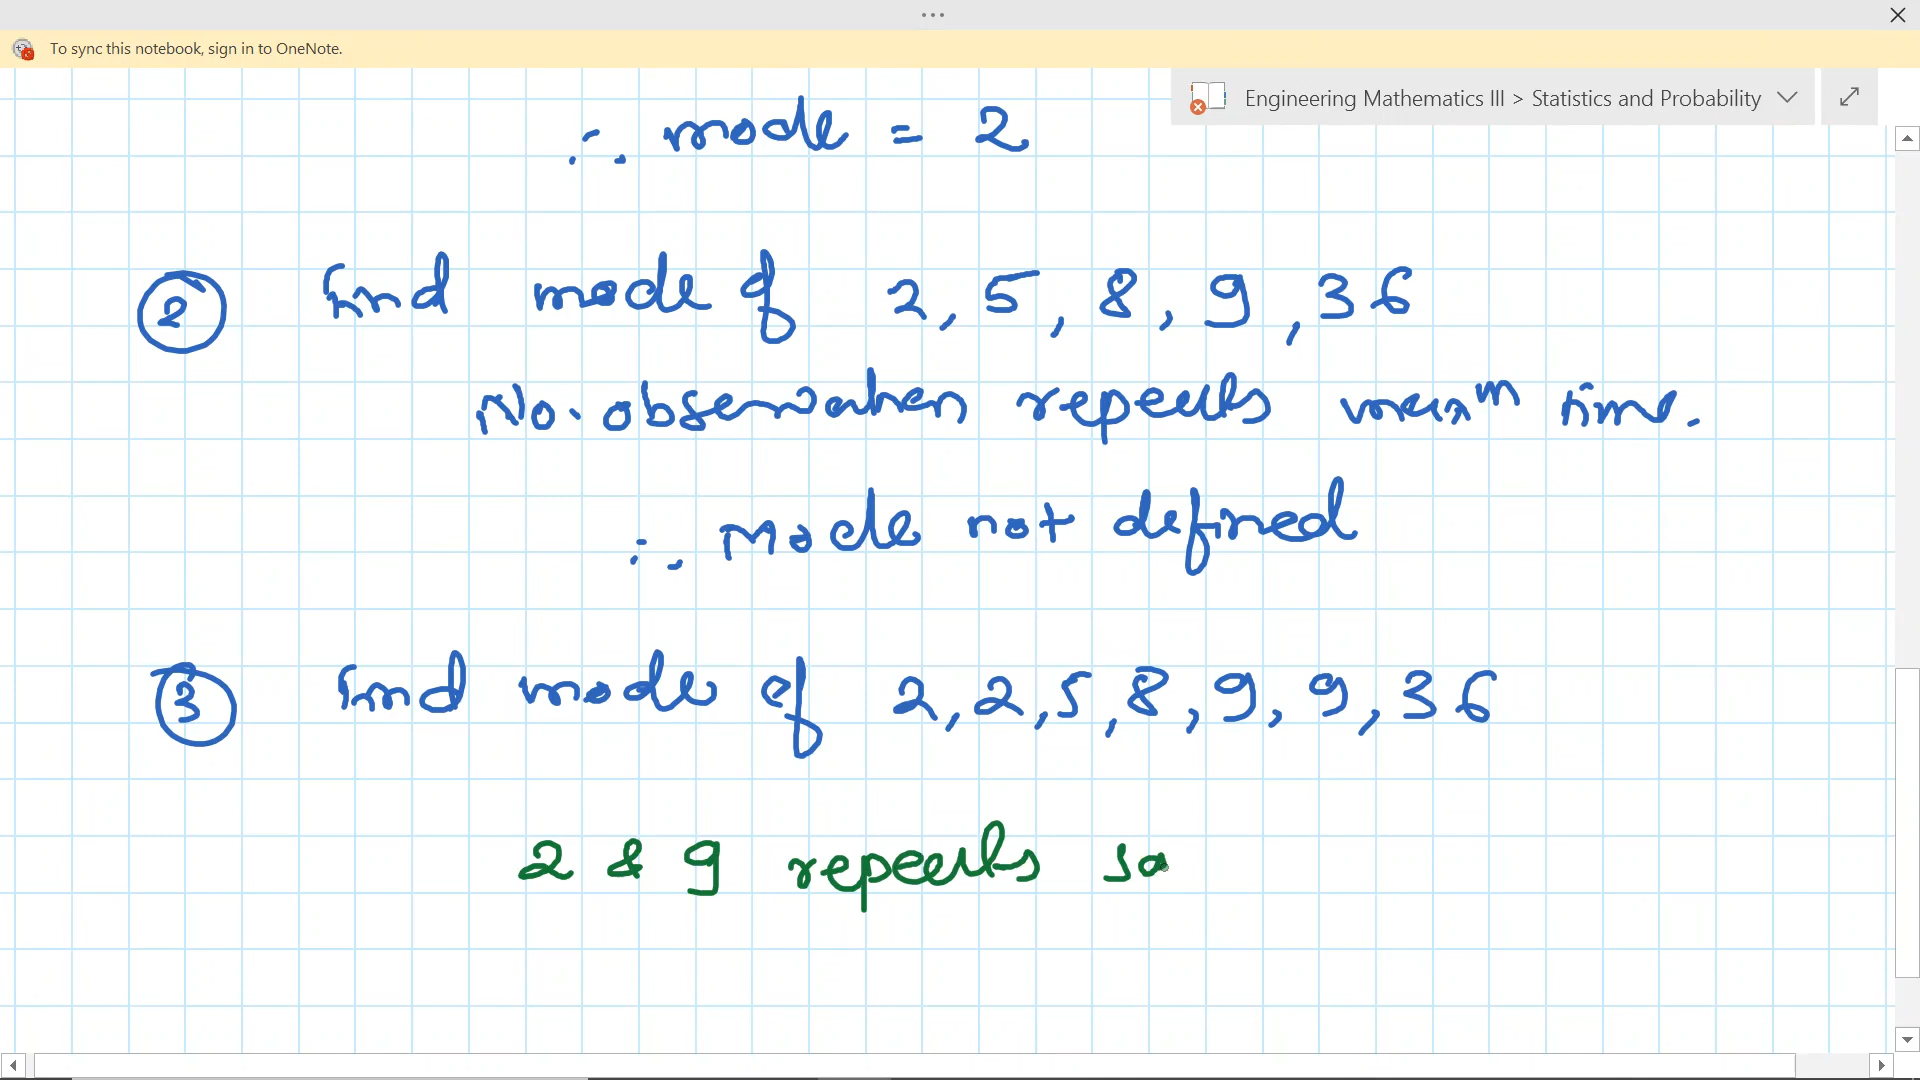 To sync this notebook, sign in to OneNote.
Engineering Mathematics III > Statistics and Probability
∴ mode = 2
② Find mode of 2, 5, 8, 9, 36
No. observation repeats maxᵐ time.
∴ Mode not defined
③ Find mode of 2, 2, 5, 8, 9, 9, 36
2 & 9 repeats sa